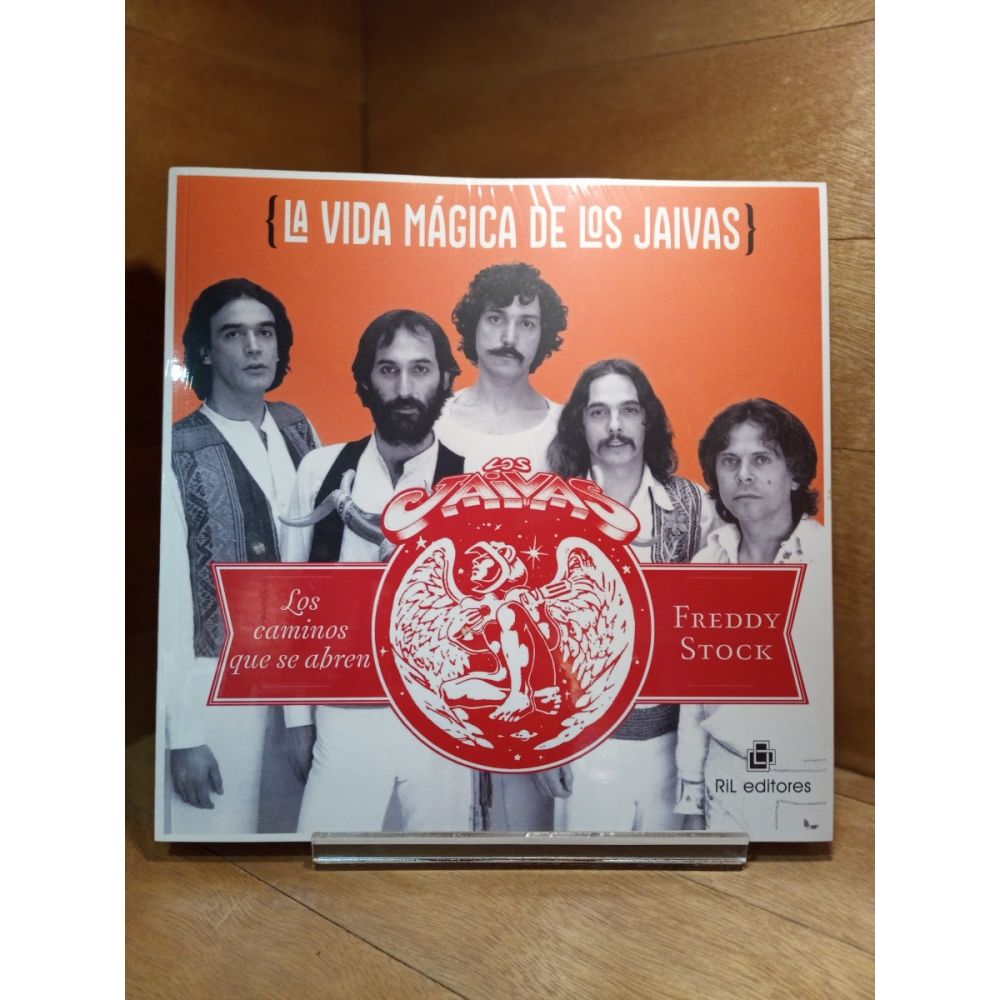 {LA VIDA MÁGICA DE LOS JAIVAS}
LOS
JAIVAS
Los
caminos
que se abren
FREDDY
STOCK
RiL editores